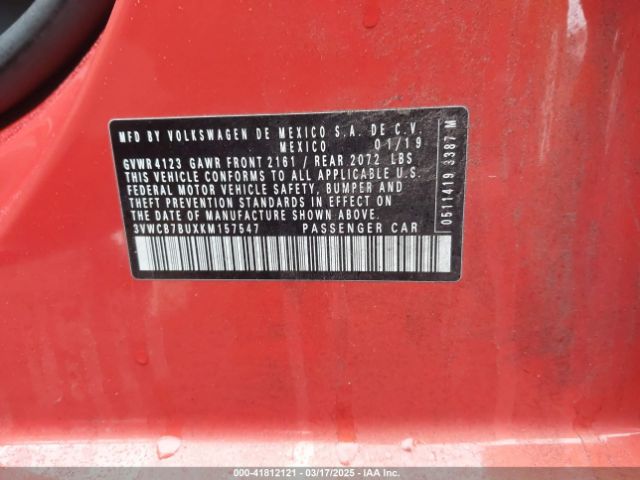 MFD BY VOLKSWAGEN DE MEXICO S.A. DE C.V.
MEXICO 01/19
GVWR 4123 GAWR FRONT 2161 / REAR 2072 LBS
THIS VEHICLE CONFORMS TO ALL APPLICABLE U.S.
FEDERAL MOTOR VEHICLE SAFETY, BUMPER AND
THEFT PREVENTION STANDARDS IN EFFECT ON
THE DATE OF MANUFACTURE SHOWN ABOVE.
3VWCB7BUXKM157547 PASSENGER CAR
0511419 3387 M
000-41812121 - 03/17/2025 - IAA Inc.